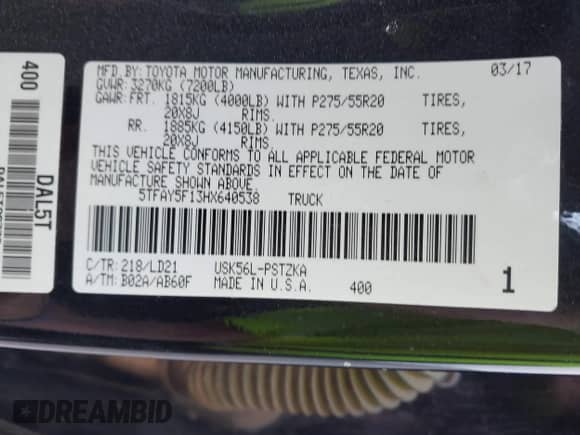 MFD.BY:TOYOTA MOTOR MANUFACTURING, TEXAS, INC. 03/17
GVWR:3270KG (7200LB)
GAWR:FRT. 1815KG (4000LB) WITH P275/55R20 TIRES,
20X8J RIMS.
RR. 1885KG (4150LB) WITH P275/55R20 TIRES,
20X8J RIMS.
THIS VEHICLE CONFORMS TO ALL APPLICABLE FEDERAL MOTOR
VEHICLE SAFETY STANDARDS IN EFFECT ON THE DATE OF
MANUFACTURE SHOWN ABOVE.
5TFAY5F13HX640538 TRUCK
C/TR:218/LD21 USK56L-PSTZKA
A/TM:B02A/AB60F MADE IN U.S.A. 400 1
400
DAL5T
DREAMBID